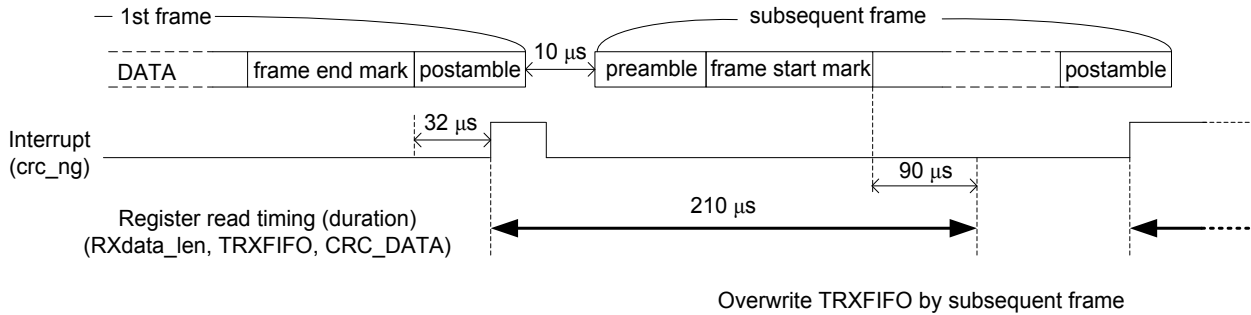 1st frame
subsequent frame
10 μs
DATA
frame end mark
postamble
preamble
frame start mark
postamble
32 μs
Interrupt
(crc_ng)
90 μs
210 μs
Register read timing (duration)
(RXdata_len, TRXFIFO, CRC_DATA)
Overwrite TRXFIFO by subsequent frame